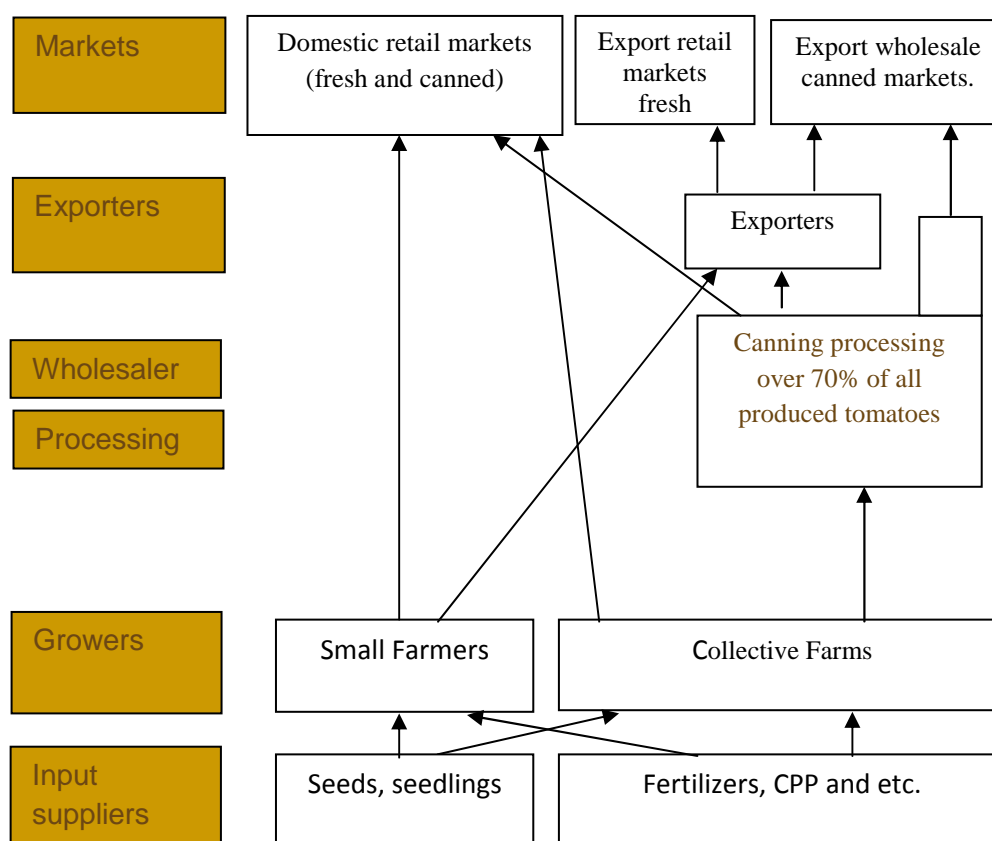 Markets
Domestic retail markets
(fresh and canned)
Export retail
markets
fresh
Export wholesale
canned markets.
Exporters
Exporters
Wholesaler
Processing
Canning processing
over 70% of all
produced tomatoes
Growers
Small Farmers
Collective Farms
Input
suppliers
Seeds, seedlings
Fertilizers, CPP and etc.